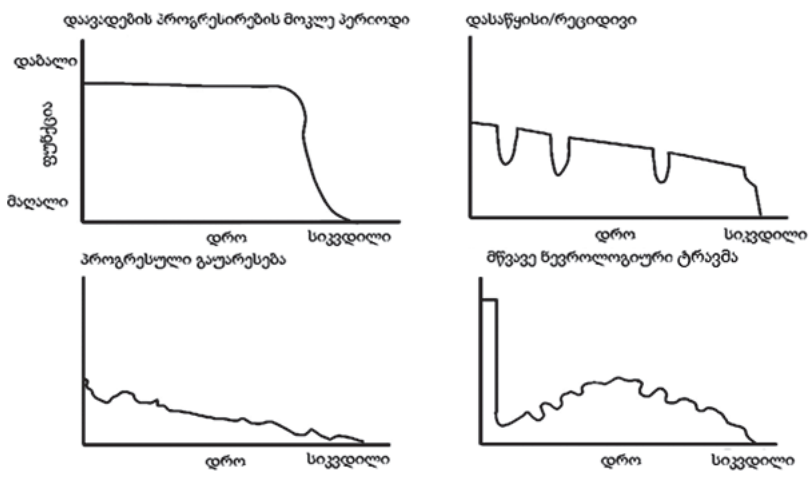 დაავადების პროგრესირების მოკლე პერიოდი
დაბალი
ფუნქცია
მაღალი
დრო
სიკვდილი
დასაწყისი/რეციდივი
დრო
სიკვდილი
პროგრესული გაუარესება
დრო
სიკვდილი
მწვავე ნევროლოგიური ტრავმა
დრო
სიკვდილი